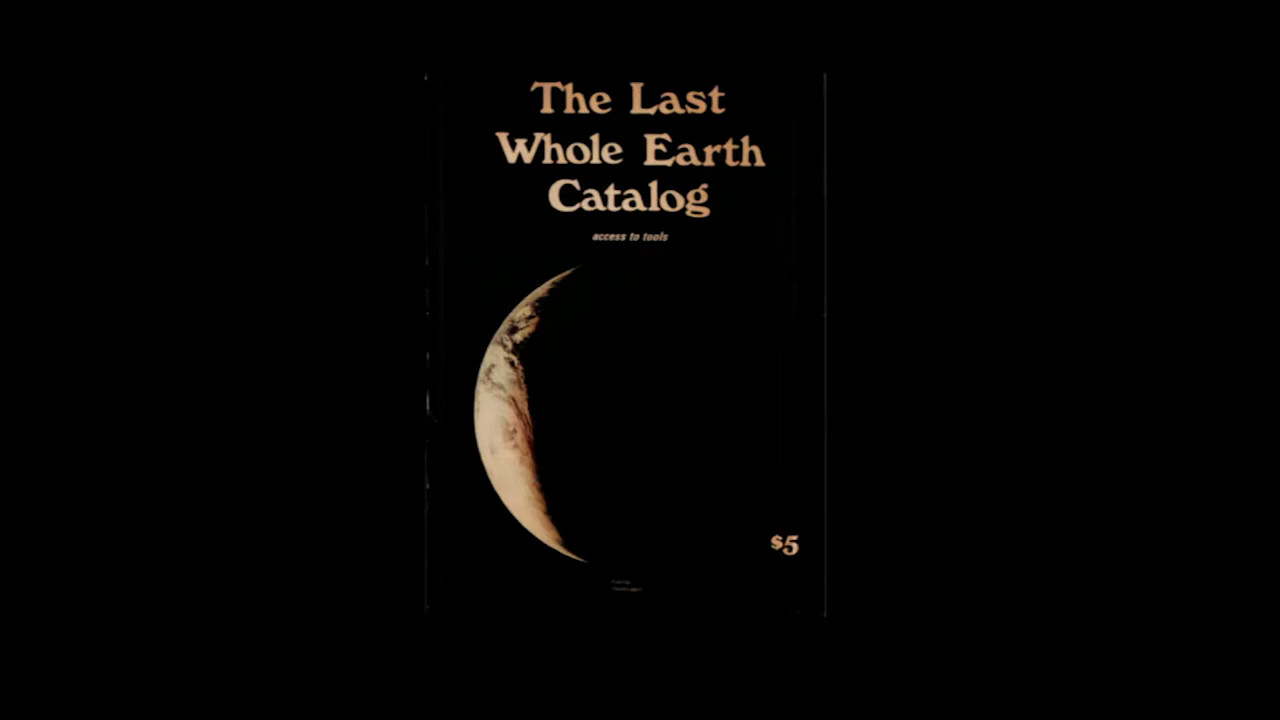 The Last
Whole Earth
Catalog
access to tools
$5